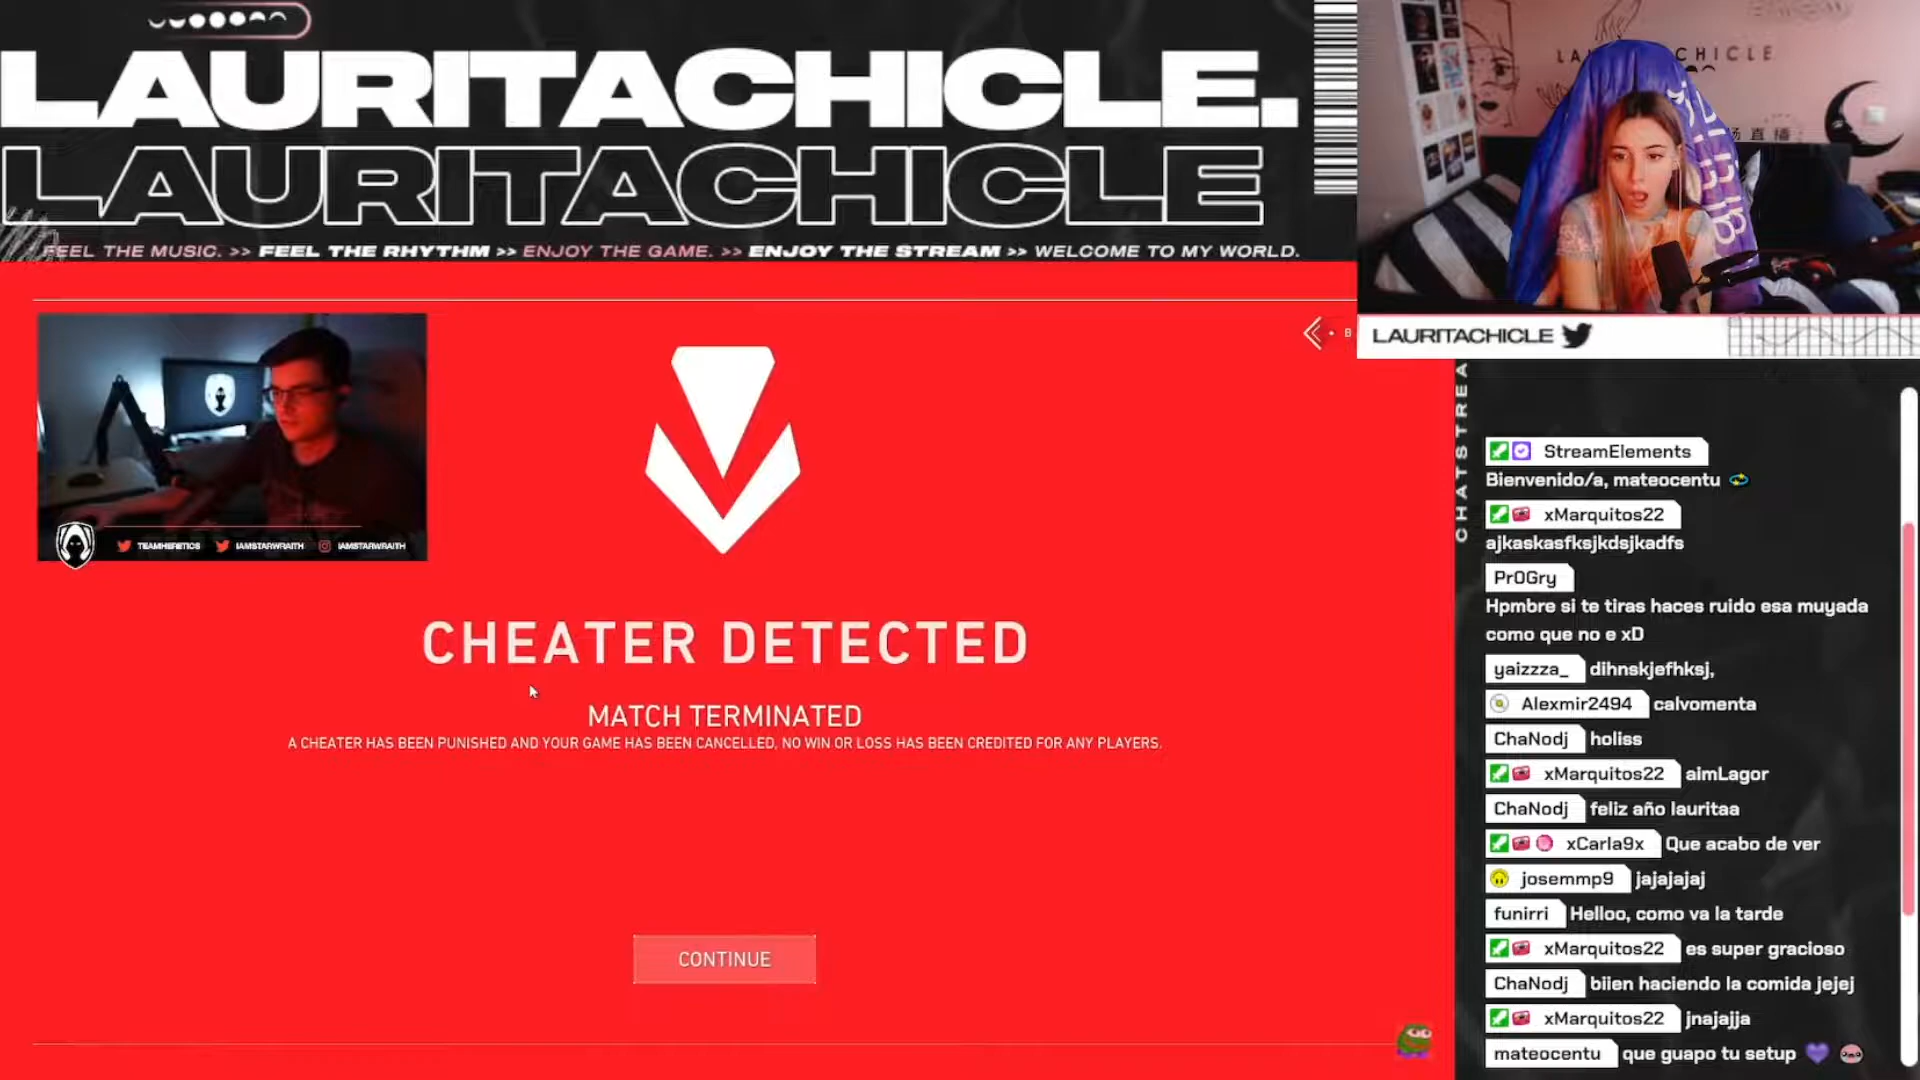 LAURITACHICLE.
LAURITACHICLE
FEEL THE MUSIC. >> FEEL THE RHYTHM >> ENJOY THE GAME. >> ENJOY THE STREAM >> WELCOME TO MY WORLD.
LAURITACHICLE
TEAMHERETICS IAMSTARWRAITH IAMSTARWRAITH
CHEATER DETECTED
MATCH TERMINATED
A CHEATER HAS BEEN PUNISHED AND YOUR GAME HAS BEEN CANCELLED, NO WIN OR LOSS HAS BEEN CREDITED FOR ANY PLAYERS.
CONTINUE
CHATSTREA
StreamElements
Bienvenido/a, mateocentu
xMarquitos22
ajkaskasfksjkdsjkadfs
Pr0Gry
Hpmbre si te tiras haces ruido esa muyada
como que no e xD
yaizzza_ dihnskjefhksj,
Alexmir2494 calvomenta
ChaNodj holiss
xMarquitos22 aimLagor
ChaNodj feliz año lauritaa
xCarla9x Que acabo de ver
josemmp9 jajajajaj
funirri Helloo, como va la tarde
xMarquitos22 es super gracioso
ChaNodj biien haciendo la comida jejej
xMarquitos22 jnajajja
mateocentu que guapo tu setup